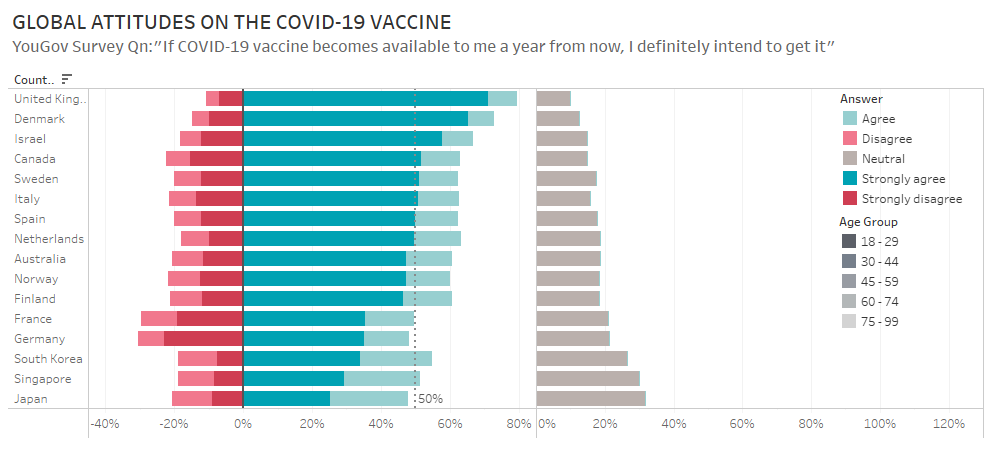 GLOBAL ATTITUDES ON THE COVID-19 VACCINE
YouGov Survey Qn:"If COVID-19 vaccine becomes available to me a year from now, I definitely intend to get it"
Count..
United King..
Denmark
Israel
Canada
Sweden
Italy
Spain
Netherlands
Australia
Norway
Finland
France
Germany
South Korea
Singapore
Japan
50%
-40% -20% 0% 20% 40% 60% 80% 0% 20% 40% 60% 80% 100% 120%
Answer
Agree
Disagree
Neutral
Strongly agree
Strongly disagree
Age Group
18 - 29
30 - 44
45 - 59
60 - 74
75 - 99